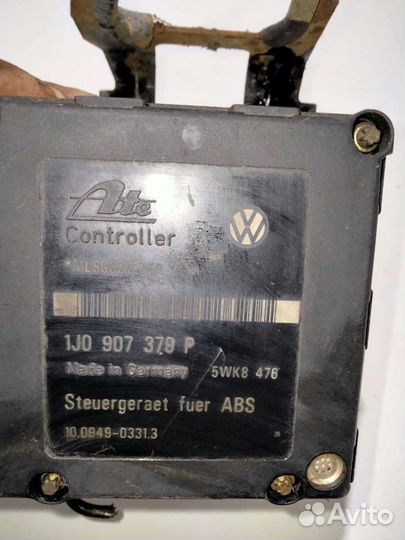 Ate
Controller
1J0 907 379 P
Made in Germany 5WK8 476
Steuergeraet fuer ABS
10.0949-0331.3
Avito